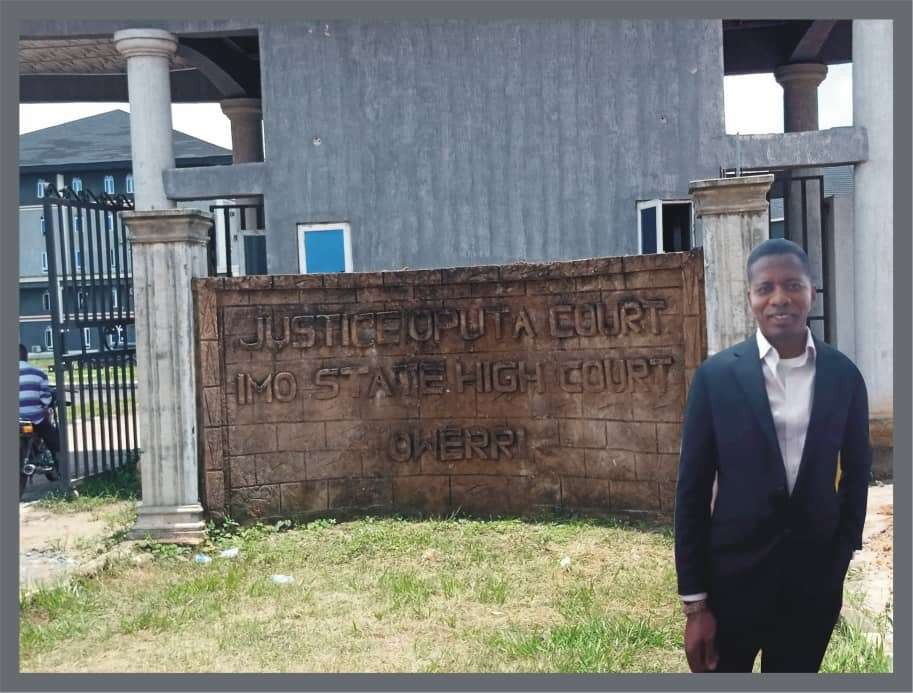 JUSTICE OPUTA COURT
IMO STATE HIGH COURT
OWERRI